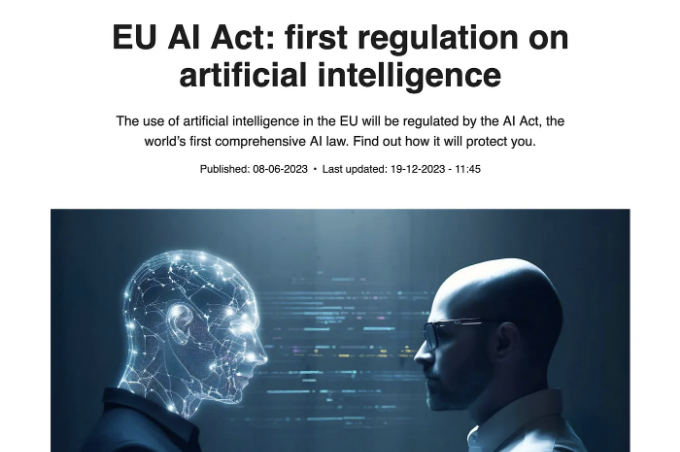 EU AI Act: first regulation on
artificial intelligence
The use of artificial intelligence in the EU will be regulated by the AI Act, the
world's first comprehensive AI law. Find out how it will protect you.
Published: 08-06-2023 • Last updated: 19-12-2023 - 11:45